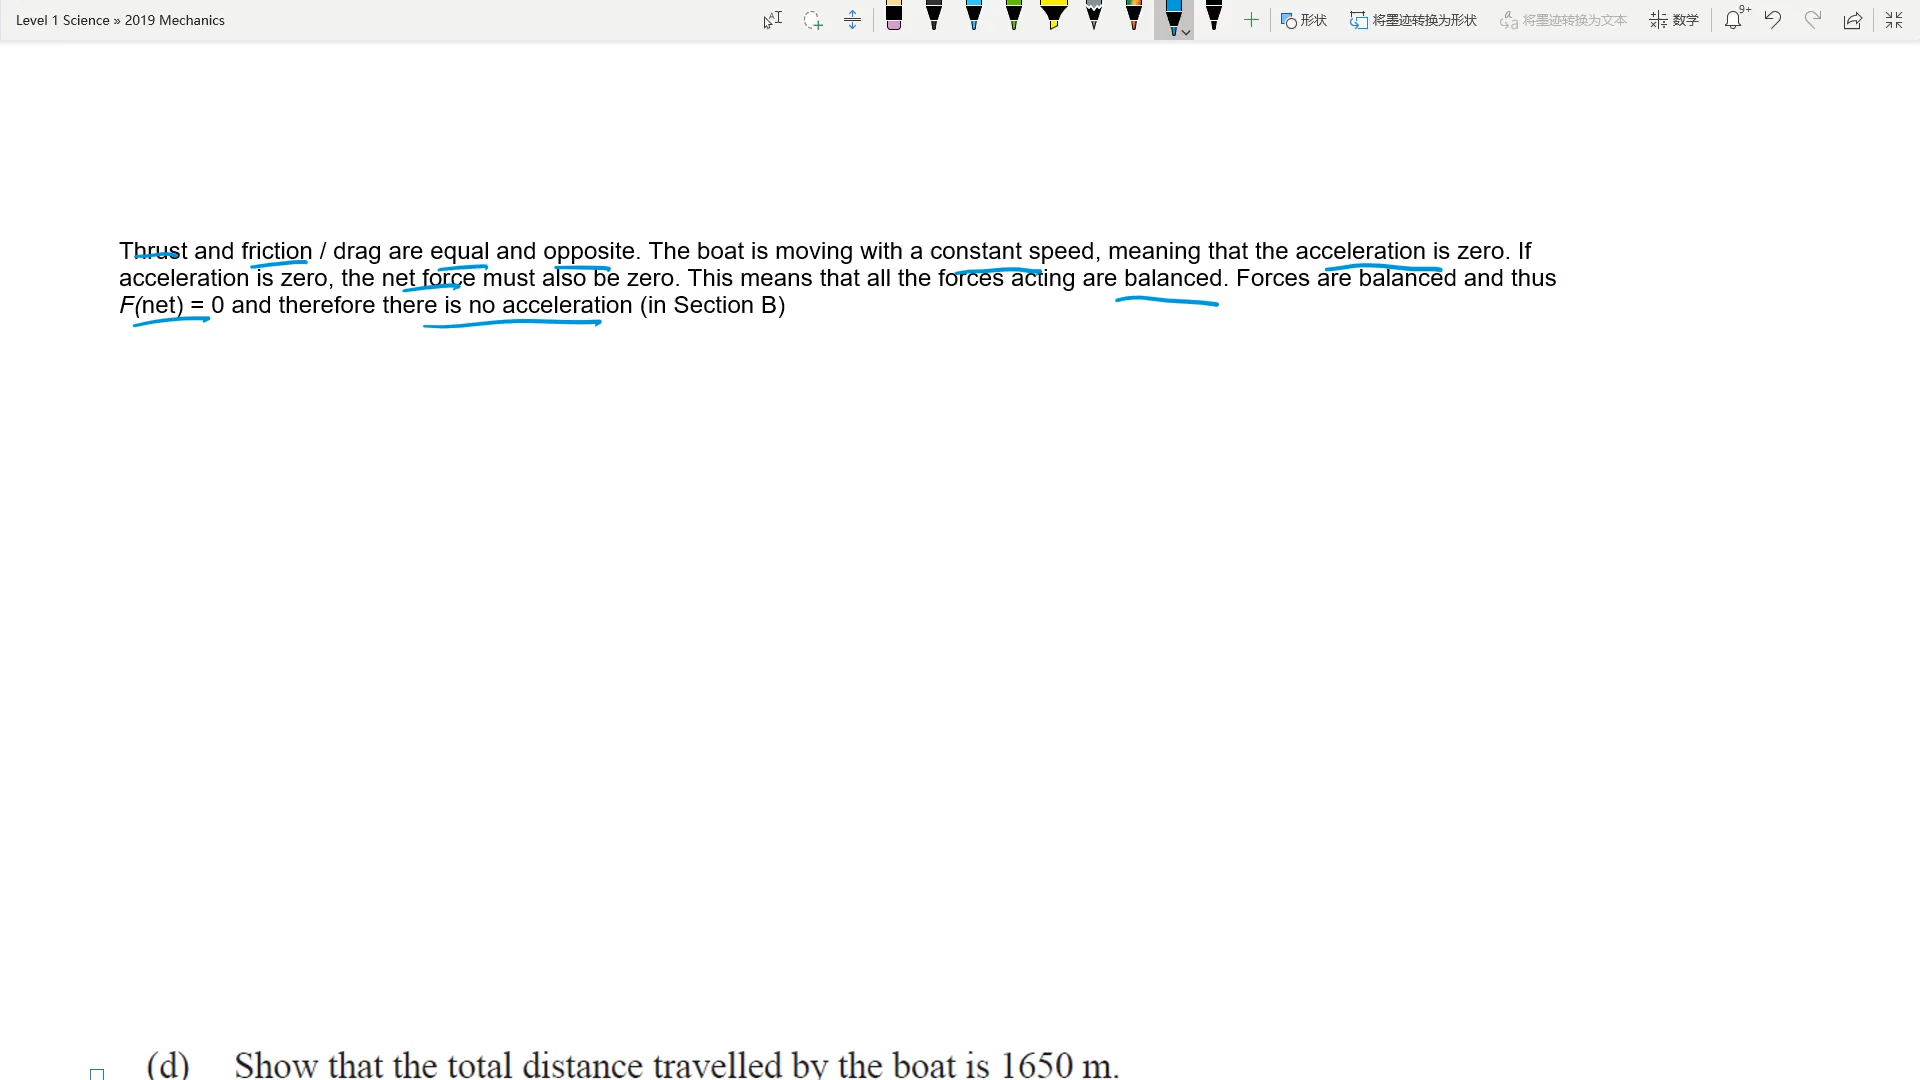 Level 1 Science » 2019 Mechanics
形状 将墨迹转换为形状 将墨迹转换为文本 数学 9+
Thrust and friction / drag are equal and opposite. The boat is moving with a constant speed, meaning that the acceleration is zero. If
acceleration is zero, the net force must also be zero. This means that all the forces acting are balanced. Forces are balanced and thus
F(net) = 0 and therefore there is no acceleration (in Section B)
(d) Show that the total distance travelled by the boat is 1650 m.